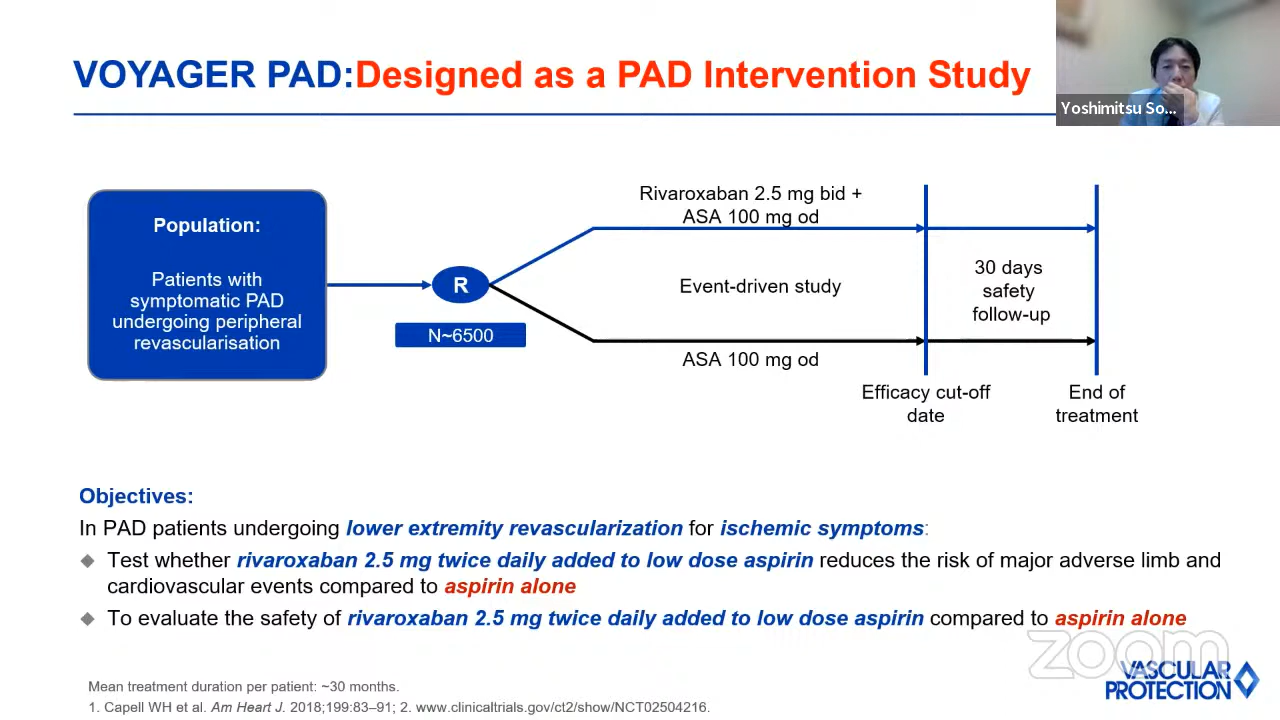 VOYAGER PAD:Designed as a PAD Intervention Study
Yoshimitsu So...
Population:
Patients with
symptomatic PAD
undergoing peripheral
revascularisation
R
N~6500
Rivaroxaban 2.5 mg bid +
ASA 100 mg od
Event-driven study
ASA 100 mg od
30 days
safety
follow-up
Efficacy cut-off
date
End of
treatment
Objectives:
In PAD patients undergoing lower extremity revascularization for ischemic symptoms:
Test whether rivaroxaban 2.5 mg twice daily added to low dose aspirin reduces the risk of major adverse limb and
cardiovascular events compared to aspirin alone
To evaluate the safety of rivaroxaban 2.5 mg twice daily added to low dose aspirin compared to aspirin alone
zoom
VASCULAR
PROTECTION
Mean treatment duration per patient: ~30 months.
1. Capell WH et al. Am Heart J. 2018;199:83–91; 2. www.clinicaltrials.gov/ct2/show/NCT02504216.